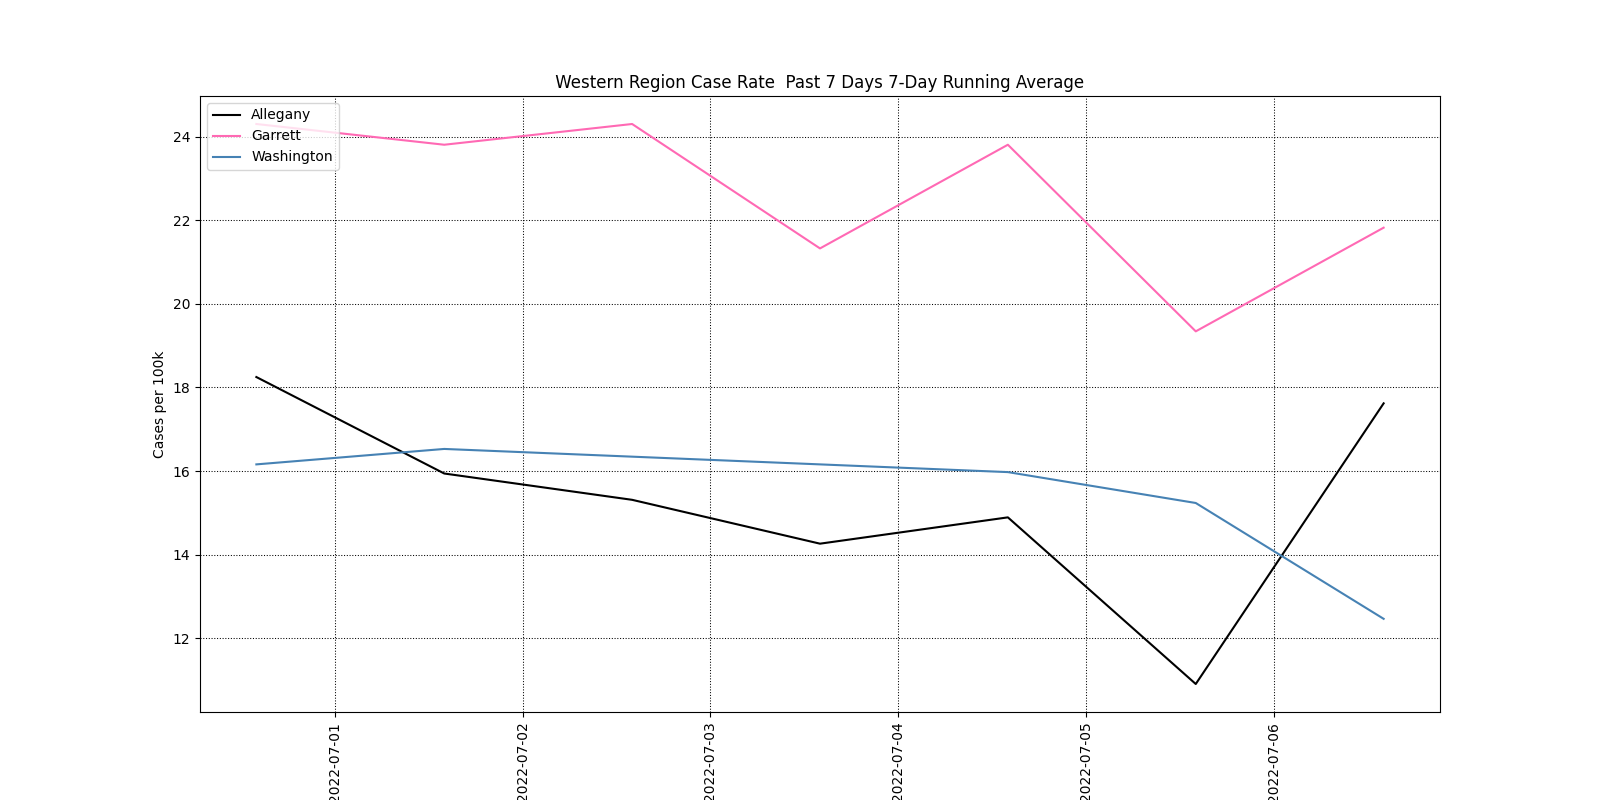 Western Region Case Rate  Past 7 Days 7-Day Running Average
Allegany
Garrett
Washington
Cases per 100k
24
22
20
18
16
14
12
2022-07-01
2022-07-02
2022-07-03
2022-07-04
2022-07-05
2022-07-06